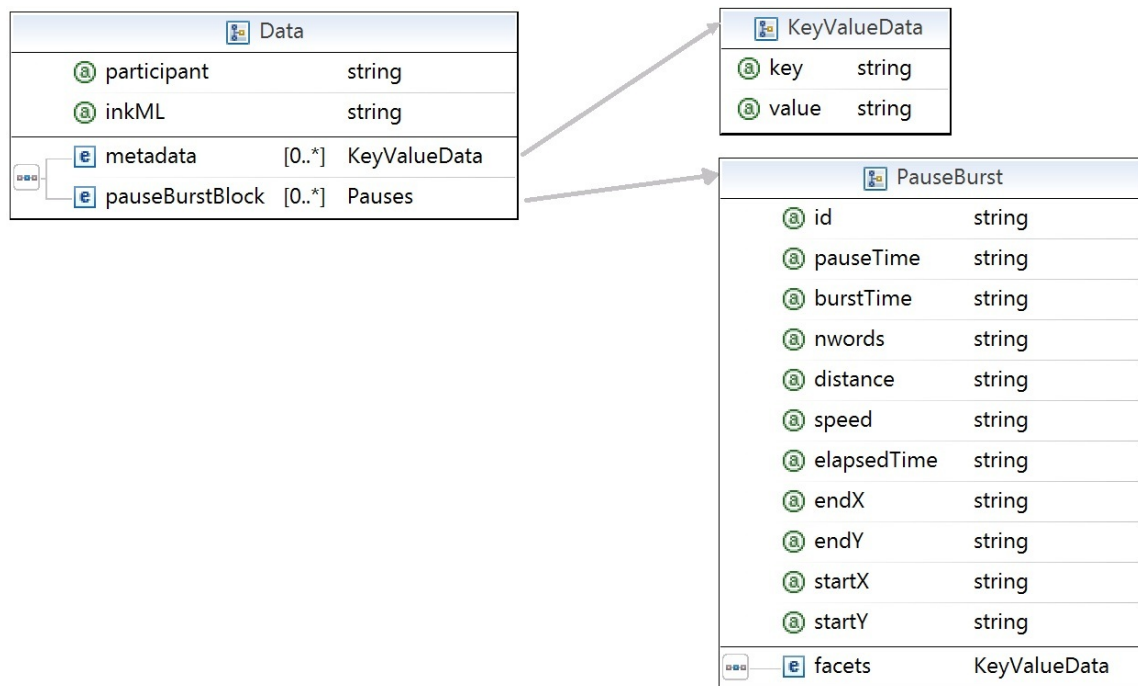 Data
participant string
inkML string
metadata [0..*] KeyValueData
pauseBurstBlock [0..*] Pauses
KeyValueData
key string
value string
PauseBurst
id string
pauseTime string
burstTime string
nwords string
distance string
speed string
elapsedTime string
endX string
endY string
startX string
startY string
facets KeyValueData